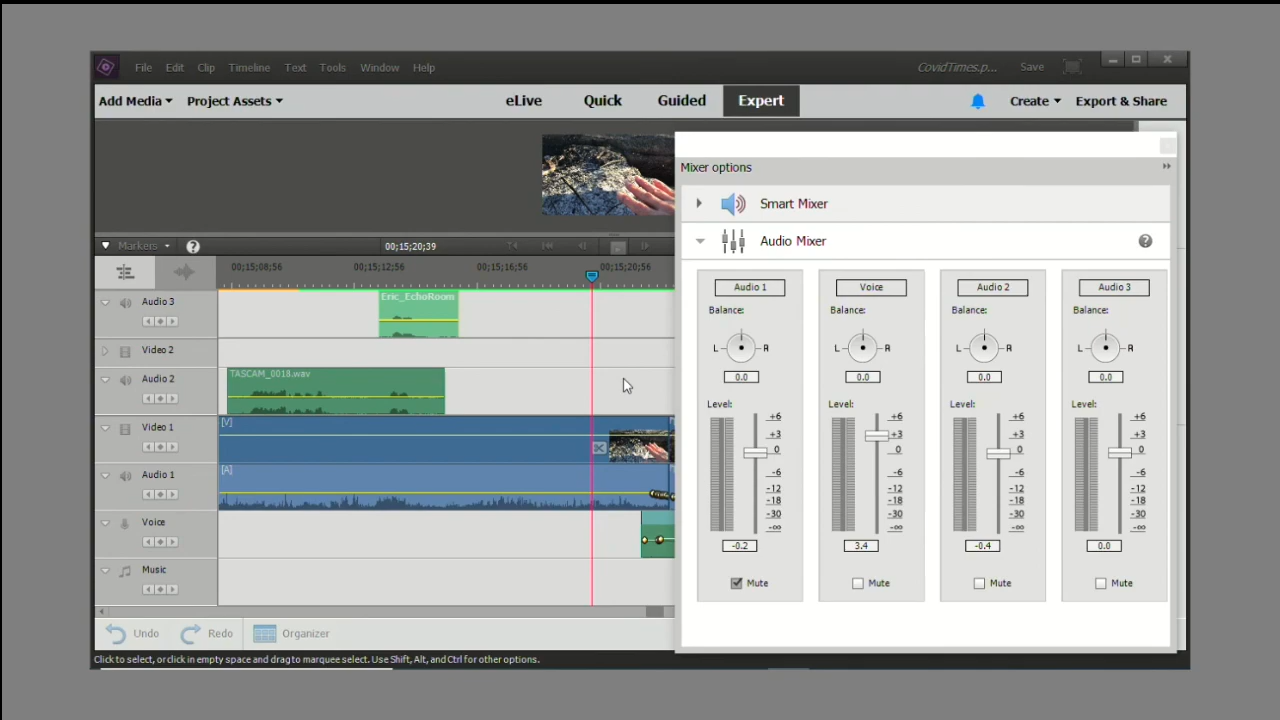 File Edit Clip Timeline Text Tools Window Help CovidTimes.p... Save
Add Media Project Assets eLive Quick Guided Expert Create Export & Share
Mixer options
Smart Mixer
Audio Mixer
Markers 00;15;20;39
00;15;08;56 00;15;12;56 00;15;16;56 00;15;20;56
Audio 3 Eric_EchoRoom
Video 2
Audio 2 TASCAM_0018.wav
Video 1 [V]
Audio 1 [A]
Voice
Music
Audio 1 Voice Audio 2 Audio 3
Balance: Balance: Balance: Balance:
L R L R L R L R
0.0 0.0 0.0 0.0
Level: Level: Level: Level:
+6 +6 +6 +6
+3 +3 +3 +3
0 0 0 0
-6 -6 -6 -6
-12 -12 -12 -12
-18 -18 -18 -18
-30 -30 -30 -30
-∞ -∞ -∞ -∞
-0.2 3.4 -0.4 0.0
Mute Mute Mute Mute
Undo Redo Organizer
Click to select, or click in empty space and drag to marquee select. Use Shift, Alt, and Ctrl for other options.